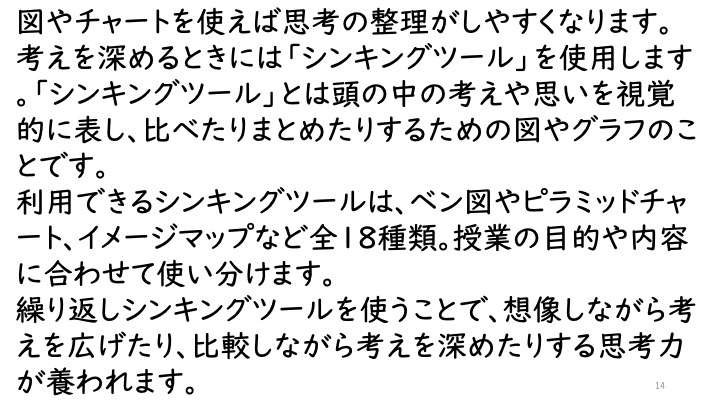 図やチャートを使えば思考の整理がしやすくなります。
考えを深めるときには「シンキングツール」を使用します
。「シンキングツール」とは頭の中の考えや思いを視覚
的に表し、比べたりまとめたりするための図やグラフのこ
とです。
利用できるシンキングツールは、ベン図やピラミッドチャ
ート、イメージマップなど全18種類。授業の目的や内容
に合わせて使い分けます。
繰り返しシンキングツールを使うことで、想像しながら考
えを広げたり、比較しながら考えを深めたりする思考力
が養われます。
14